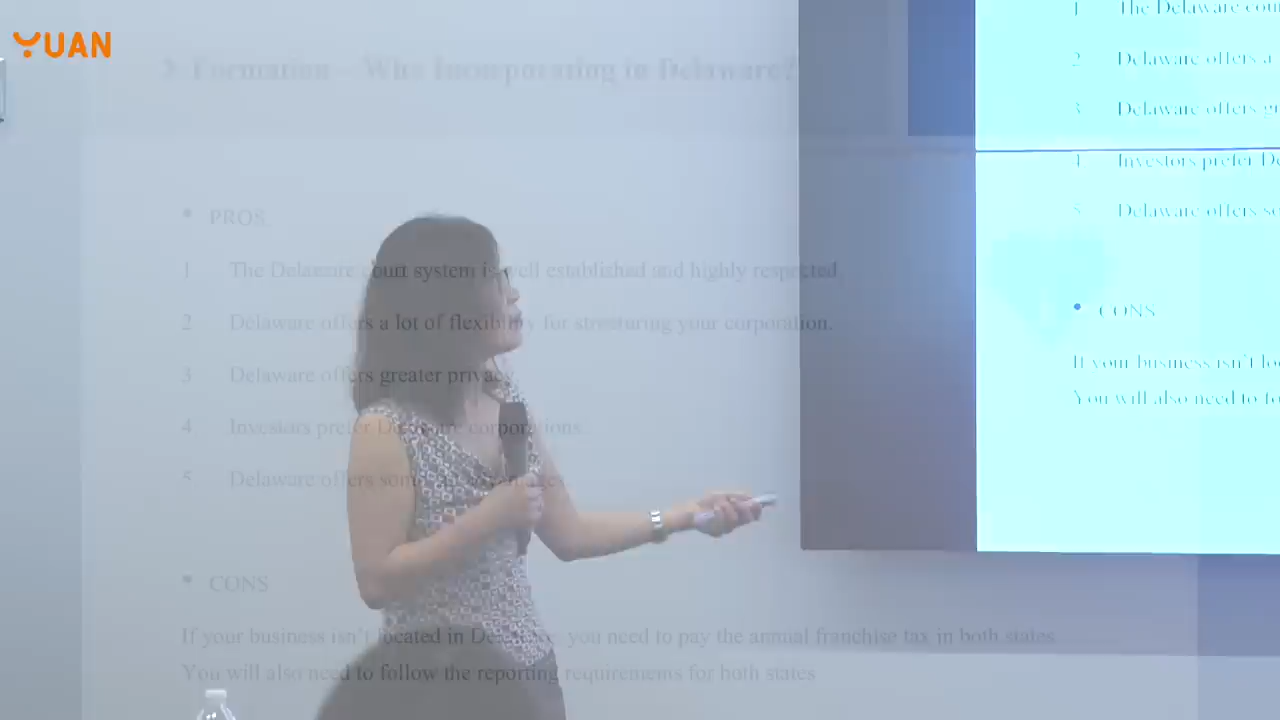 YUAN
3. Formation – Why Incorporating in Delaware?
• PROS
1 The Delaware court system is well established and highly respected.
2 Delaware offers a lot of flexibility for structuring your corporation.
3 Delaware offers greater privacy.
4 Investors prefer Delaware corporations.
5 Delaware offers some tax advantages.
• CONS
If your business isn't located in Delaware, you need to pay the annual franchise tax in both states.
You will also need to follow the reporting requirements for both states
1 The Delaware
2 Delaware offers a
3 Delaware offers
4 Investors prefer
5 Delaware offers
• CONS
If your business isn't
You will also need to